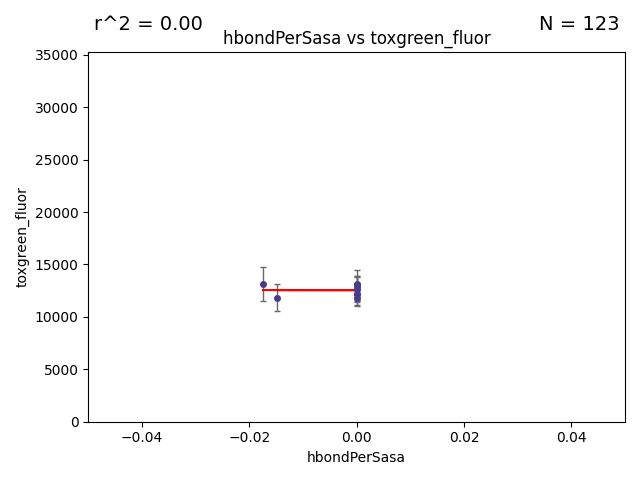 r^2 = 0.00
N = 123
hbondPerSasa vs toxgreen_fluor
35000
30000
25000
20000
15000
10000
5000
0
toxgreen_fluor
−0.04
−0.02
0.00
0.02
0.04
hbondPerSasa